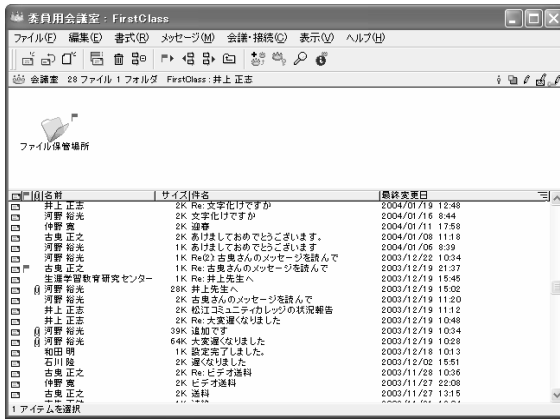 委員用会議室 : FirstClass
ファイル(F) 編集(E) 書式(R) メッセージ(M) 会議・接続(C) 表示(V) ヘルプ(H)
会議室 28 ファイル 1 フォルダ FirstClass : 井上 正志
ファイル保管場所
名前 サイズ 件名 最終変更日
井上 正志 2K Re: 文字化けですか 2004/01/19 12:48
河野 裕光 2K 文字化けですか 2004/01/16 8:44
仲野 寛 2K 迎春 2004/01/11 17:58
古曳 正之 2K あけましておめでとうございます。 2004/01/08 11:18
河野 裕光 1K あけましておめでとうございます 2004/01/06 8:39
河野 裕光 1K Re(2): 古曳さんのメッセージを読んで 2003/12/22 10:34
古曳 正之 1K Re: 古曳さんのメッセージを読んで 2003/12/19 21:37
生涯学習教育研究センター 1K Re: 井上先生へ 2003/12/19 15:45
河野 裕光 28K 井上先生へ 2003/12/19 15:02
河野 裕光 2K 古曳さんのメッセージを読んで 2003/12/19 11:20
井上 正志 2K 松江コミュニティカレッジの状況報告 2003/12/19 11:12
井上 正志 2K Re: 大変遅くなりました 2003/12/19 10:48
河野 裕光 39K 追加です 2003/12/19 10:34
河野 裕光 64K 大変遅くなりました 2003/12/19 10:28
和田 明 1K 設定完了しました。 2003/12/18 10:13
石川 陸 2K 遅くなりました 2003/12/02 15:51
古曳 正之 2K Re: ビデオ送料 2003/11/28 10:36
仲野 寛 2K ビデオ送料 2003/11/27 22:08
古曳 正之 2K 送料 2003/11/27 13:15
1 アイテムを選択